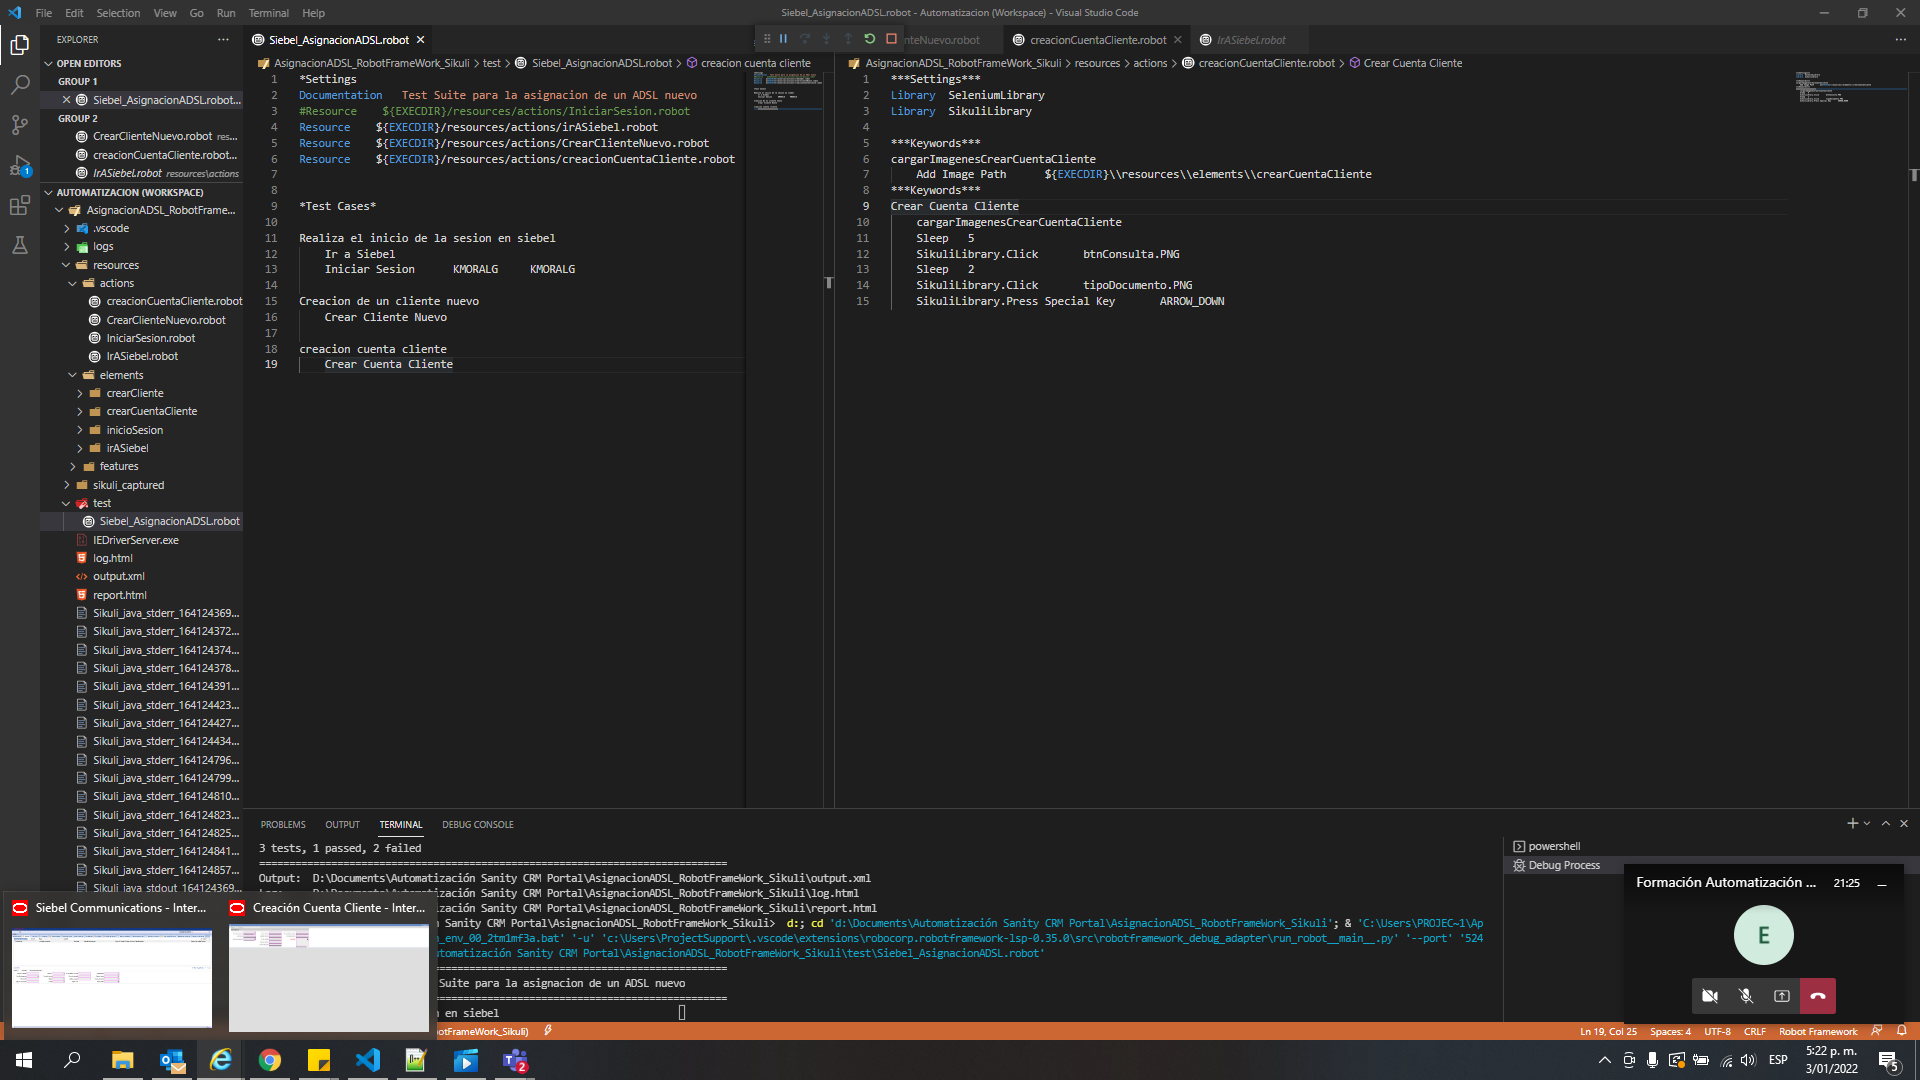 File Edit Selection View Go Run Terminal Help
Siebel_AsignacionADSL.robot - Automatizacion (Workspace) - Visual Studio Code
EXPLORER
OPEN EDITORS
GROUP 1
Siebel_AsignacionADSL.robot...
GROUP 2
CrearClienteNuevo.robot res...
creacionCuentaCliente.robot...
IrASiebel.robot resources\actions
AUTOMATIZACION (WORKSPACE)
AsignacionADSL_RobotFrame...
.vscode
logs
resources
actions
creacionCuentaCliente.robot
CrearClienteNuevo.robot
IniciarSesion.robot
IrASiebel.robot
elements
crearCliente
crearCuentaCliente
inicioSesion
irASiebel
features
sikuli_captured
test
Siebel_AsignacionADSL.robot
IEDriverServer.exe
log.html
output.xml
report.html
Sikuli_java_stderr_164124369...
Sikuli_java_stderr_164124372...
Sikuli_java_stderr_164124374...
Sikuli_java_stderr_164124378...
Sikuli_java_stderr_164124391...
Sikuli_java_stderr_164124423...
Sikuli_java_stderr_164124427...
Sikuli_java_stderr_164124434...
Sikuli_java_stderr_164124796...
Sikuli_java_stderr_164124799...
Sikuli_java_stderr_164124810...
Sikuli_java_stderr_164124823...
Sikuli_java_stderr_164124825...
Sikuli_java_stderr_164124841...
Sikuli_java_stderr_164124857...
Sikuli_java_stdout_164124369...
Siebel_AsignacionADSL.robot
AsignacionADSL_RobotFrameWork_Sikuli > test > Siebel_AsignacionADSL.robot > creacion cuenta cliente
1 *Settings
2 Documentation Test Suite para la asignacion de un ADSL nuevo
3 #Resource ${EXECDIR}/resources/actions/IniciarSesion.robot
4 Resource ${EXECDIR}/resources/actions/irASiebel.robot
5 Resource ${EXECDIR}/resources/actions/CrearClienteNuevo.robot
6 Resource ${EXECDIR}/resources/actions/creacionCuentaCliente.robot
7
8
9 *Test Cases*
10
11 Realiza el inicio de la sesion en siebel
12 Ir a Siebel
13 Iniciar Sesion KMORALG KMORALG
14
15 Creacion de un cliente nuevo
16 Crear Cliente Nuevo
17
18 creacion cuenta cliente
19 Crear Cuenta Cliente
nteNuevo.robot creacionCuentaCliente.robot IrASiebel.robot
AsignacionADSL_RobotFrameWork_Sikuli > resources > actions > creacionCuentaCliente.robot > Crear Cuenta Cliente
1 ***Settings***
2 Library SeleniumLibrary
3 Library SikuliLibrary
4
5 ***Keywords***
6 cargarImagenesCrearCuentaCliente
7 Add Image Path ${EXECDIR}\\resources\\elements\\crearCuentaCliente
8 ***Keywords***
9 Crear Cuenta Cliente
10 cargarImagenesCrearCuentaCliente
11 Sleep 5
12 SikuliLibrary.Click btnConsulta.PNG
13 Sleep 2
14 SikuliLibrary.Click tipoDocumento.PNG
15 SikuliLibrary.Press Special Key ARROW_DOWN
PROBLEMS OUTPUT TERMINAL DEBUG CONSOLE
3 tests, 1 passed, 2 failed
==============================================================================
Output: D:\Documents\Automatización Sanity CRM Portal\AsignacionADSL_RobotFrameWork_Sikuli\output.xml
D:\Documents\Automatización Sanity CRM Portal\AsignacionADSL_RobotFrameWork_Sikuli\log.html
ización Sanity CRM Portal\AsignacionADSL_RobotFrameWork_Sikuli\report.html
n Sanity CRM Portal\AsignacionADSL_RobotFrameWork_Sikuli> d:; cd 'd:\Documents\Automatización Sanity CRM Portal\AsignacionADSL_RobotFrameWork_Sikuli'; & 'C:\Users\PROJEC~1\Ap
n_env_00_2tm1mf3a.bat' '-u' 'c:\Users\ProjectSupport\.vscode\extensions\robocorp.robotframework-lsp-0.35.0\src\robotframework_debug_adapter\run_robot__main__.py' '--port' '524
utomatización Sanity CRM Portal\AsignacionADSL_RobotFrameWork_Sikuli\test\Siebel_AsignacionADSL.robot'
==============================================
Suite para la asignacion de un ADSL nuevo
==============================================
n en siebel
powershell
Debug Process
Formación Automatización ... 21:25
E
Siebel Communications - Inter...
Creación Cuenta Cliente - Inter...
otFrameWork_Sikuli)
Ln 19, Col 25 Spaces: 4 UTF-8 CRLF Robot Framework
1
2
ESP
5:22 p. m.
3/01/2022
5